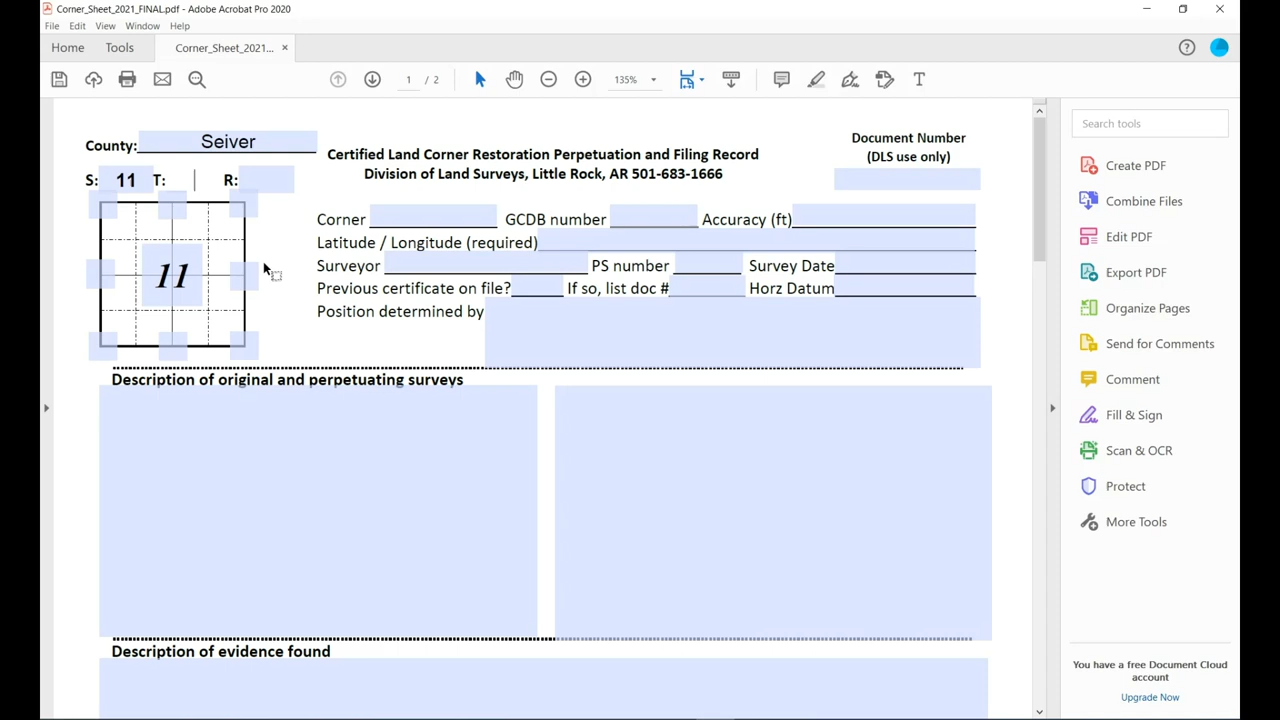 Corner_Sheet_2021_FINAL.pdf - Adobe Acrobat Pro 2020
File Edit View Window Help
Home Tools Corner_Sheet_2021... ×
1 / 2 135%
County: Seiver
Certified Land Corner Restoration Perpetuation and Filing Record
Division of Land Surveys, Little Rock, AR 501-683-1666
Document Number
(DLS use only)
S: 11 T: R:
11
Corner GCDB number Accuracy (ft)
Latitude / Longitude (required)
Surveyor PS number Survey Date
Previous certificate on file? If so, list doc # Horz Datum
Position determined by
Description of original and perpetuating surveys
Description of evidence found
Search tools
Create PDF
Combine Files
Edit PDF
Export PDF
Organize Pages
Send for Comments
Comment
Fill & Sign
Scan & OCR
Protect
More Tools
You have a free Document Cloud
account
Upgrade Now